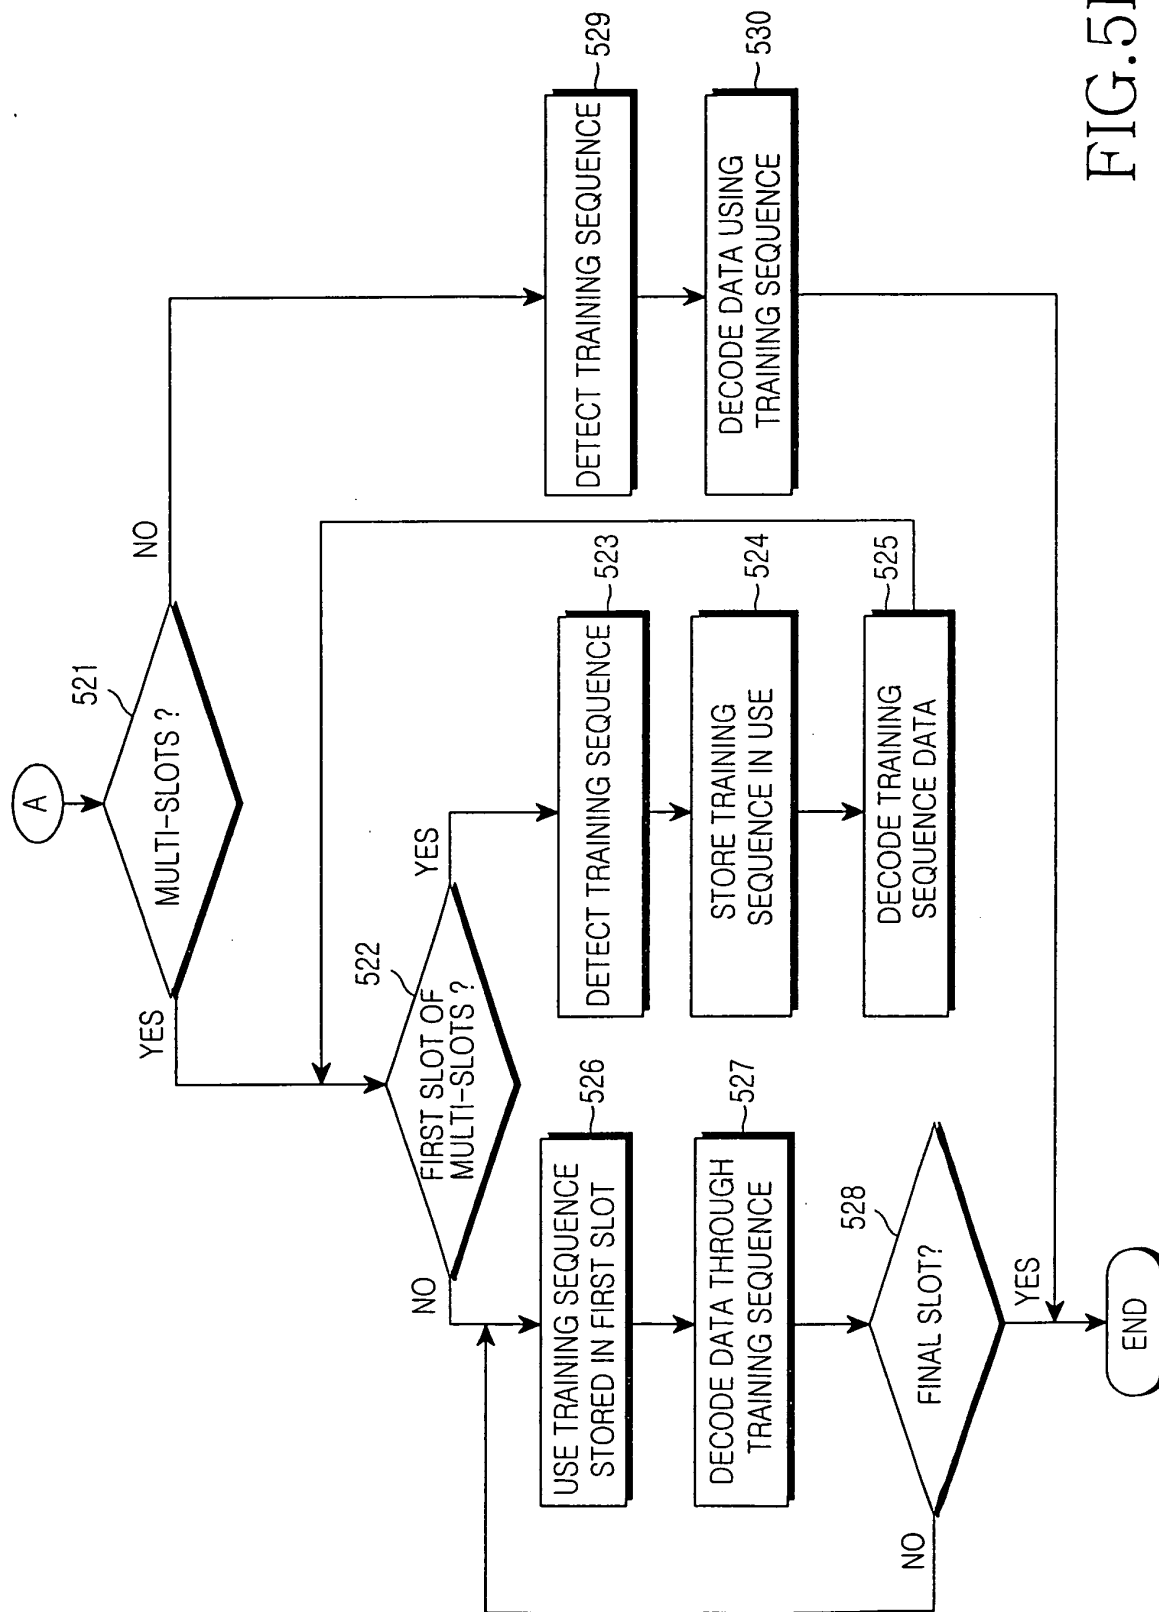 A
521
MULTI-SLOTS ?
YES
NO
522
FIRST SLOT OF
MULTI-SLOTS ?
NO
YES
526
USE TRAINING SEQUENCE
STORED IN FIRST SLOT
527
DECODE DATA THROUGH
TRAINING SEQUENCE
528
FINAL SLOT?
NO
YES
END
523
DETECT TRAINING SEQUENCE
524
STORE TRAINING
SEQUENCE IN USE
525
DECODE TRAINING
SEQUENCE DATA
529
DETECT TRAINING SEQUENCE
530
DECODE DATA USING
TRAINING SEQUENCE